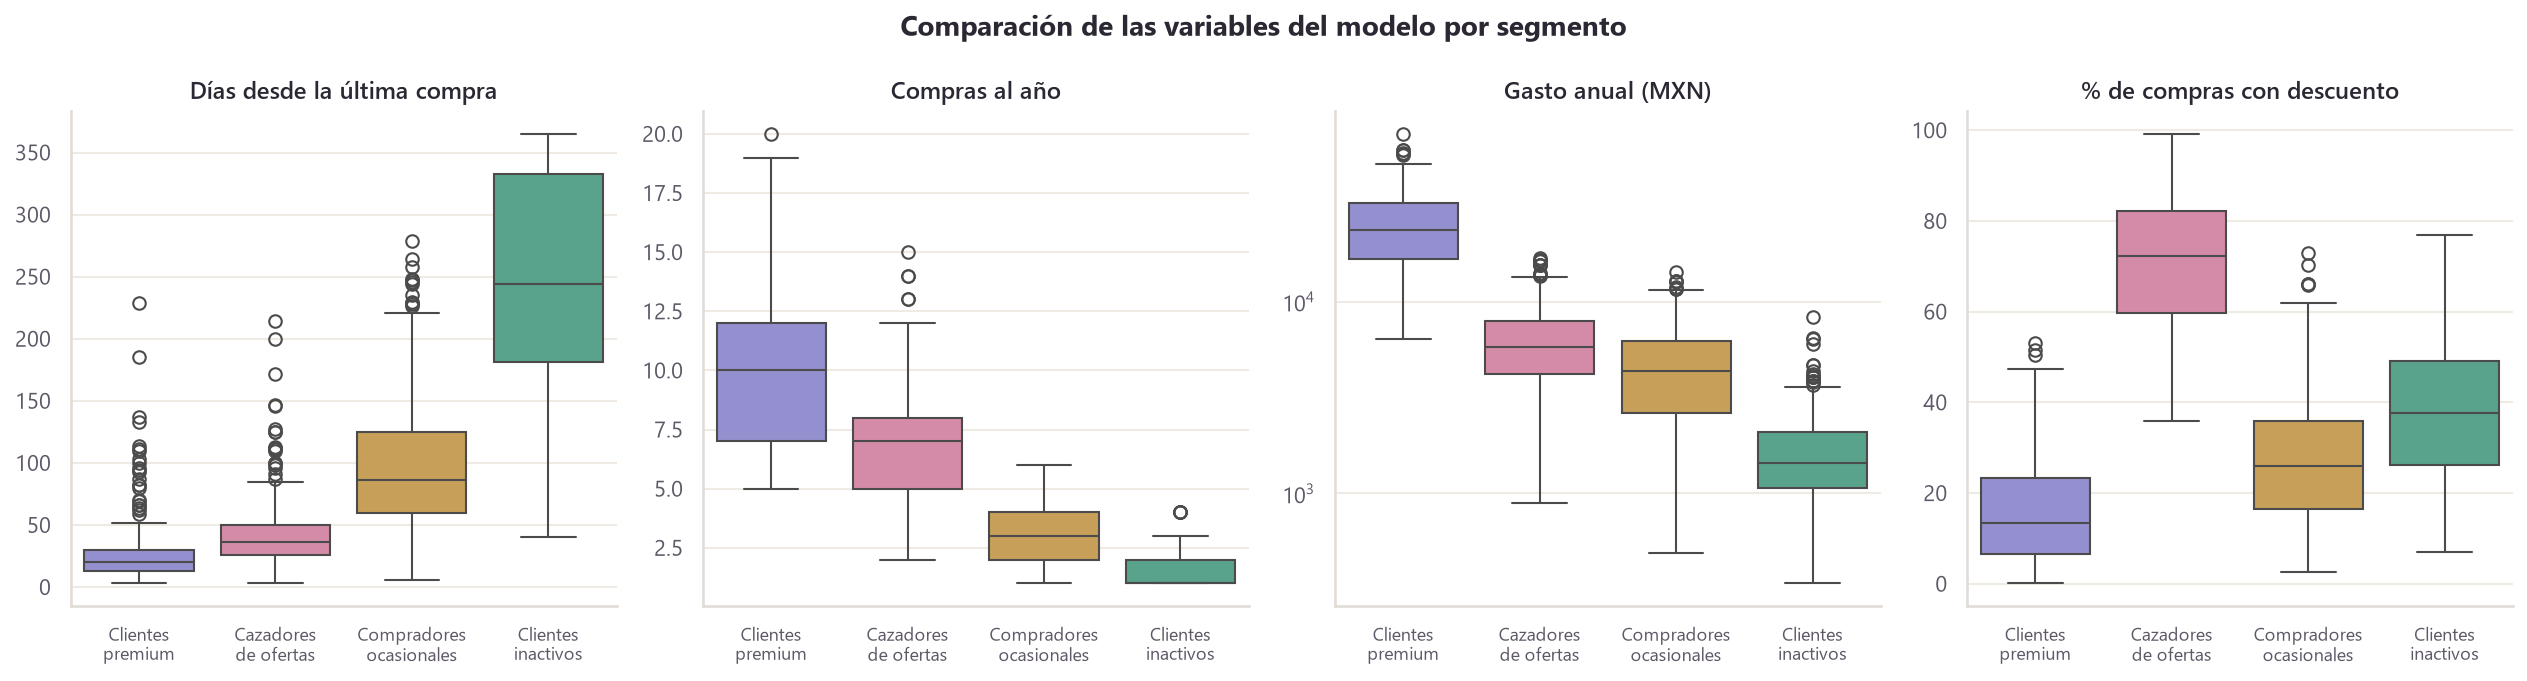 Comparación de las variables del modelo por segmento
Días desde la última compra
350
300
250
200
150
100
50
0
Clientes
premium
Cazadores
de ofertas
Compradores
ocasionales
Clientes
inactivos
Compras al año
20.0
17.5
15.0
12.5
10.0
7.5
5.0
2.5
Clientes
premium
Cazadores
de ofertas
Compradores
ocasionales
Clientes
inactivos
Gasto anual (MXN)
10⁴
10³
Clientes
premium
Cazadores
de ofertas
Compradores
ocasionales
Clientes
inactivos
% de compras con descuento
100
80
60
40
20
0
Clientes
premium
Cazadores
de ofertas
Compradores
ocasionales
Clientes
inactivos